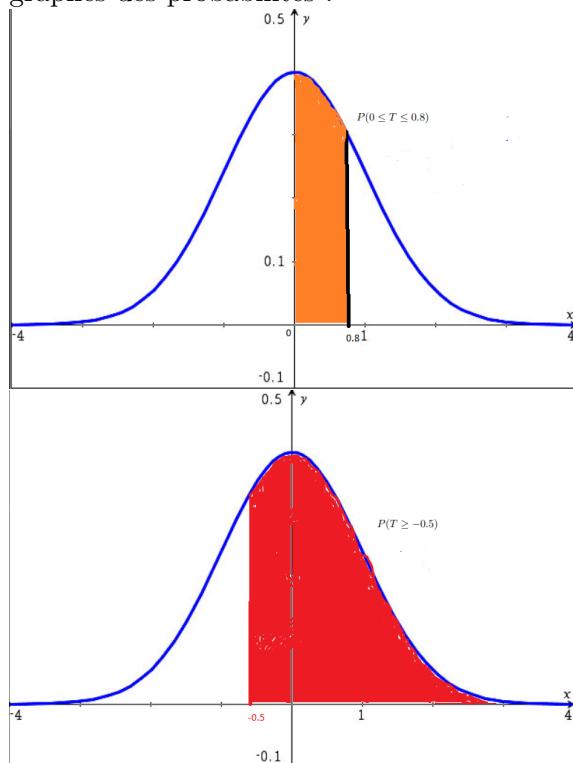 graphes des probabilités :
0.5 y
P(0 ≤ T ≤ 0.8)
0.1
x
-4 0 0.8 1 4
-0.1
0.5 y
P(T ≥ −0.5)
x
-4 -0.5 1 4
-0.1